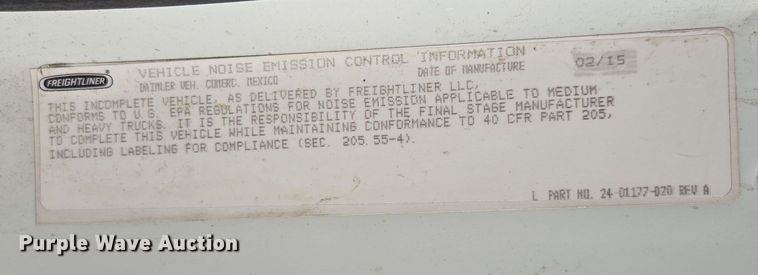 FREIGHTLINER
VEHICLE NOISE EMISSION CONTROL INFORMATION
DAIMLER VEH. COMERC. MEXICO DATE OF MANUFACTURE 02/15
THIS INCOMPLETE VEHICLE, AS DELIVERED BY FREIGHTLINER LLC,
CONFORMS TO U.S. EPA REGULATIONS FOR NOISE EMISSION APPLICABLE TO MEDIUM
AND HEAVY TRUCKS. IT IS THE RESPONSIBILITY OF THE FINAL STAGE MANUFACTURER
TO COMPLETE THIS VEHICLE WHILE MAINTAINING CONFORMANCE TO 40 CFR PART 205,
INCLUDING LABELING FOR COMPLIANCE (SEC. 205.55-4).
L PART NO. 24-01177-020 REV A
Purple Wave Auction